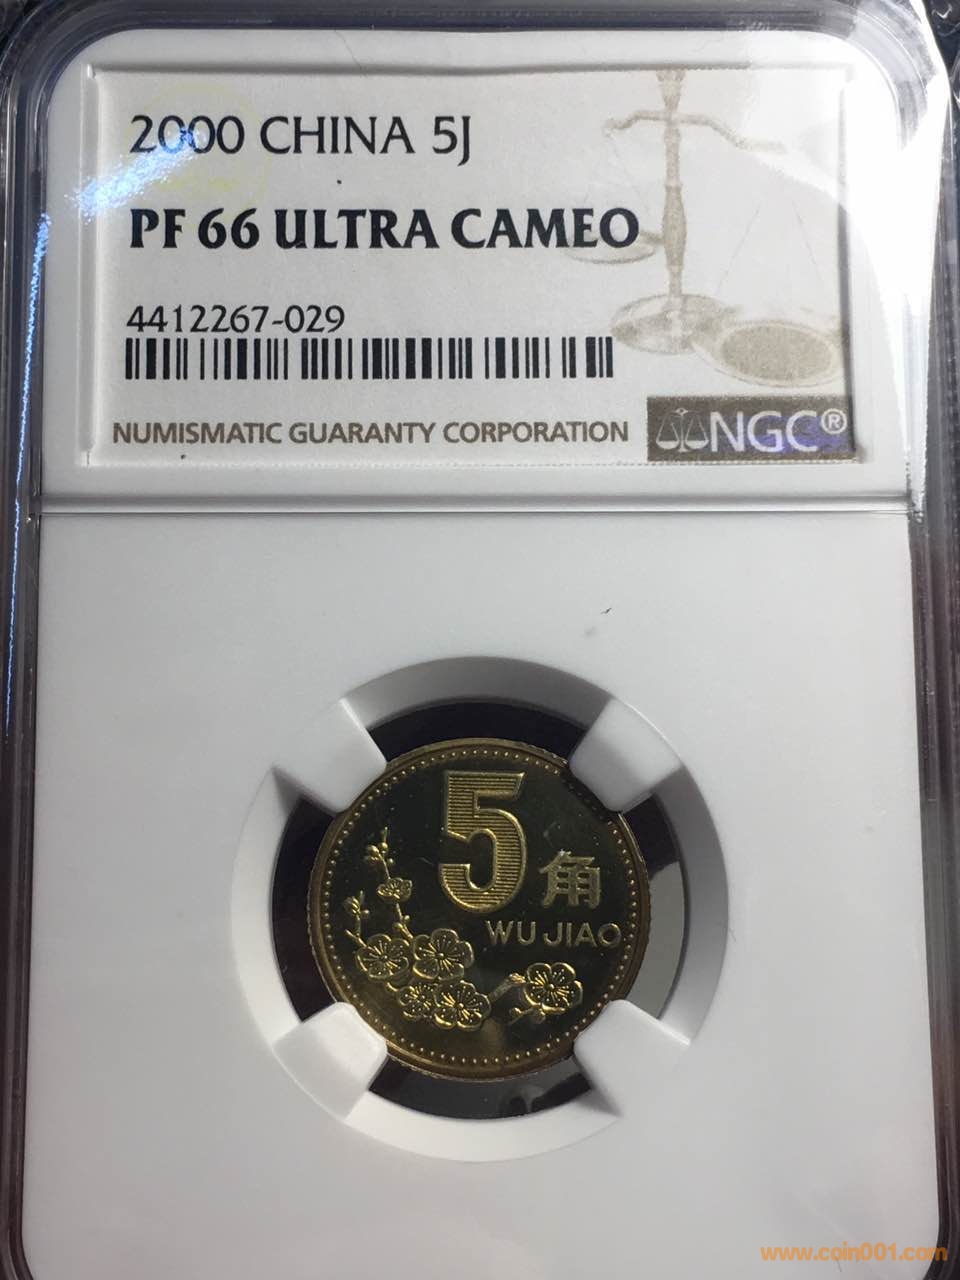 2000 CHINA 5J
PF 66 ULTRA CAMEO
4412267-029
NUMISMATIC GUARANTY CORPORATION
NGC®
5
角
WU JIAO
www.coin001.com